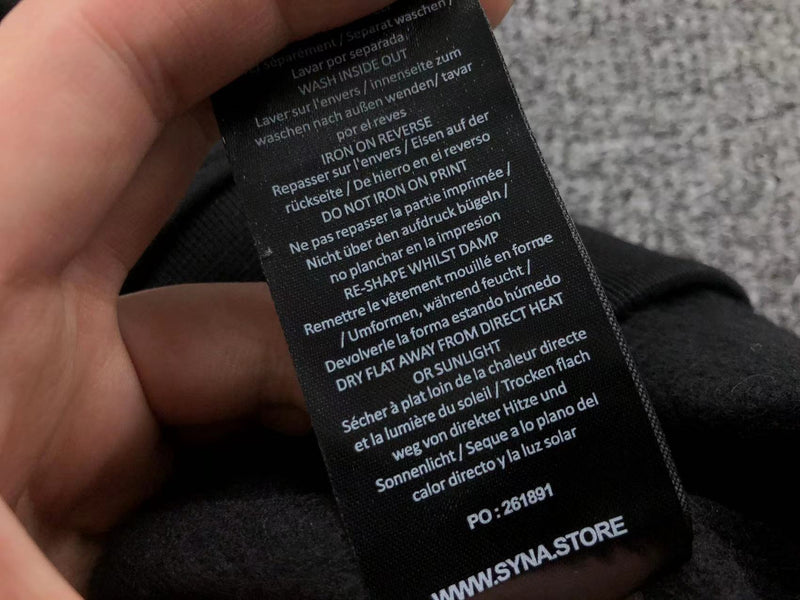 Séparément / Separat waschen /
Lavar por separada
WASH INSIDE OUT
Laver sur l'envers / innenseite zum
waschen nach außen wenden/ tavar
por el reves
IRON ON REVERSE
Repasser sur l'envers / Eisen auf der
rückseite / De hierro en ei reverso
DO NOT IRON ON PRINT
Ne pas repasser la partie imprimée /
Nicht über den aufdruck bügeln /
no planchar en la impresion
RE-SHAPE WHILST DAMP
Remettre le vêtement mouillé en forme
/ Umformen, während feucht /
Devolverle la forma estando húmedo
DRY FLAT AWAY FROM DIRECT HEAT
OR SUNLIGHT
Sécher à plat loin de la chaleur directe
et la lumière du soleil / Trocken flach
weg von direkter Hitze und
Sonnenlicht / Seque a lo plano del
calor directo y la luz solar
PO : 261891
WWW.SYNA.STORE